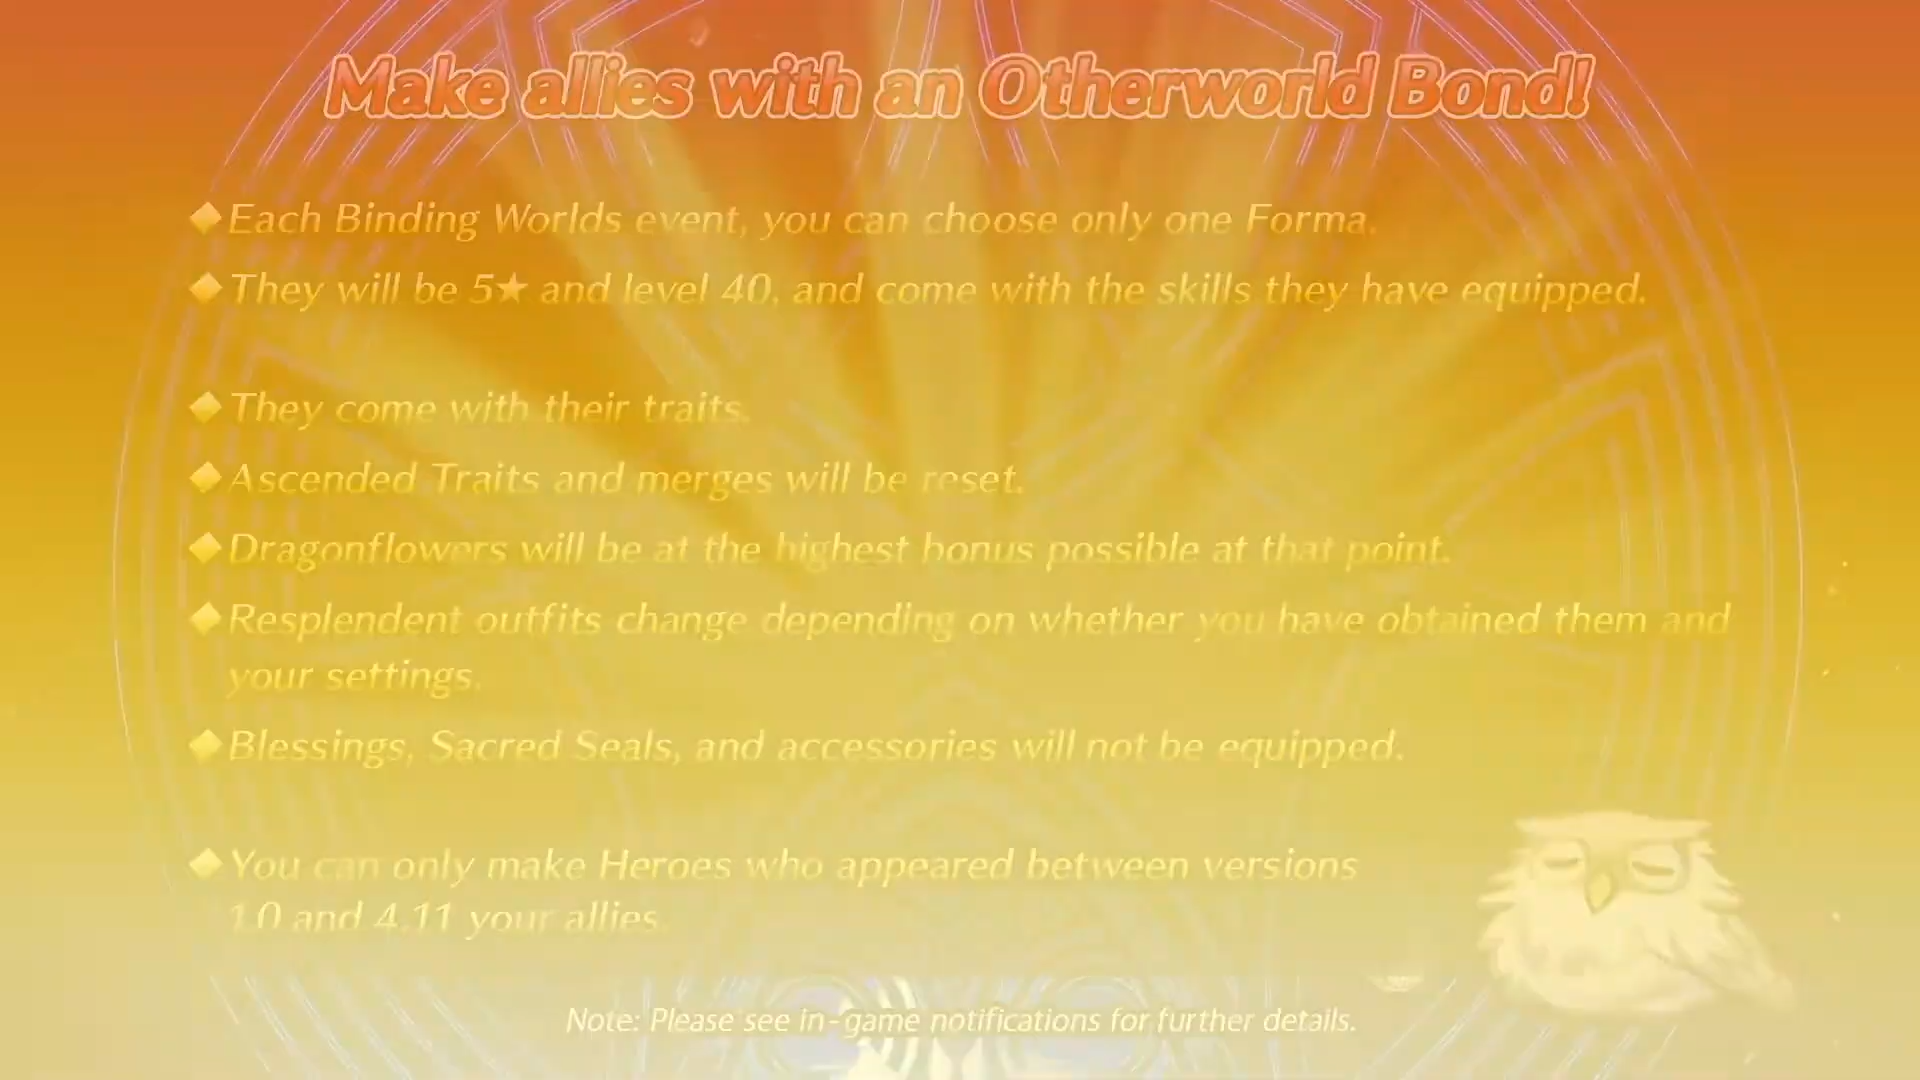 Make allies with an Otherworld Bond!
◆Each Binding Worlds event, you can choose only one Forma.
◆They will be 5★ and level 40, and come with the skills they have equipped.
◆They come with their traits.
◆Ascended Traits and merges will be reset.
◆Dragonflowers will be at the highest bonus possible at that point.
◆Resplendent outfits change depending on whether you have obtained them and
your settings.
◆Blessings, Sacred Seals, and accessories will not be equipped.
◆You can only make Heroes who appeared between versions
1.0 and 4.11 your allies.
Note: Please see in-game notifications for further details.